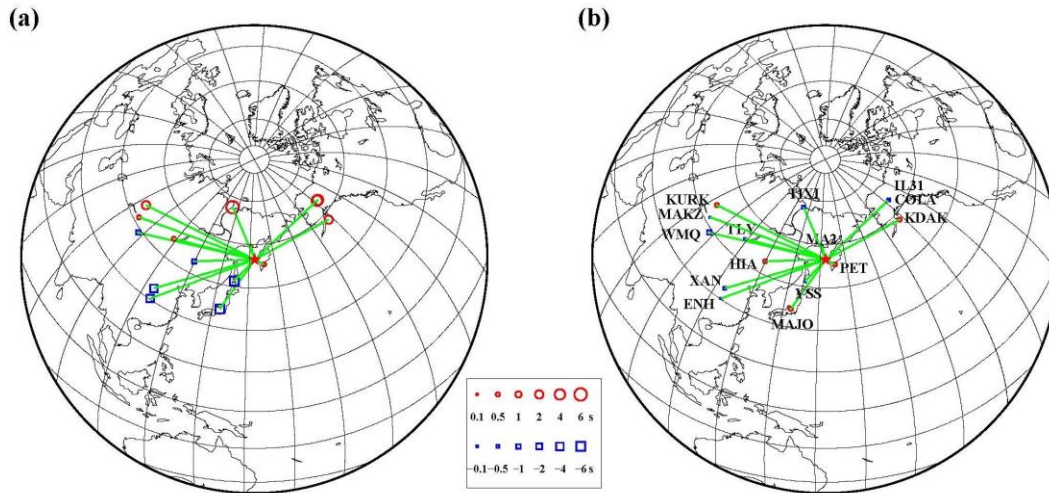 (a)
(b)
IL31
COLA
KDAK
TIXI
KURK
MAKZ
WMQ
TLY
MA2
HIA
PET
XAN
YSS
ENH
MAJO
0.1 0.5 1 2 4 6 s
−0.1 −0.5 −1 −2 −4 −6 s